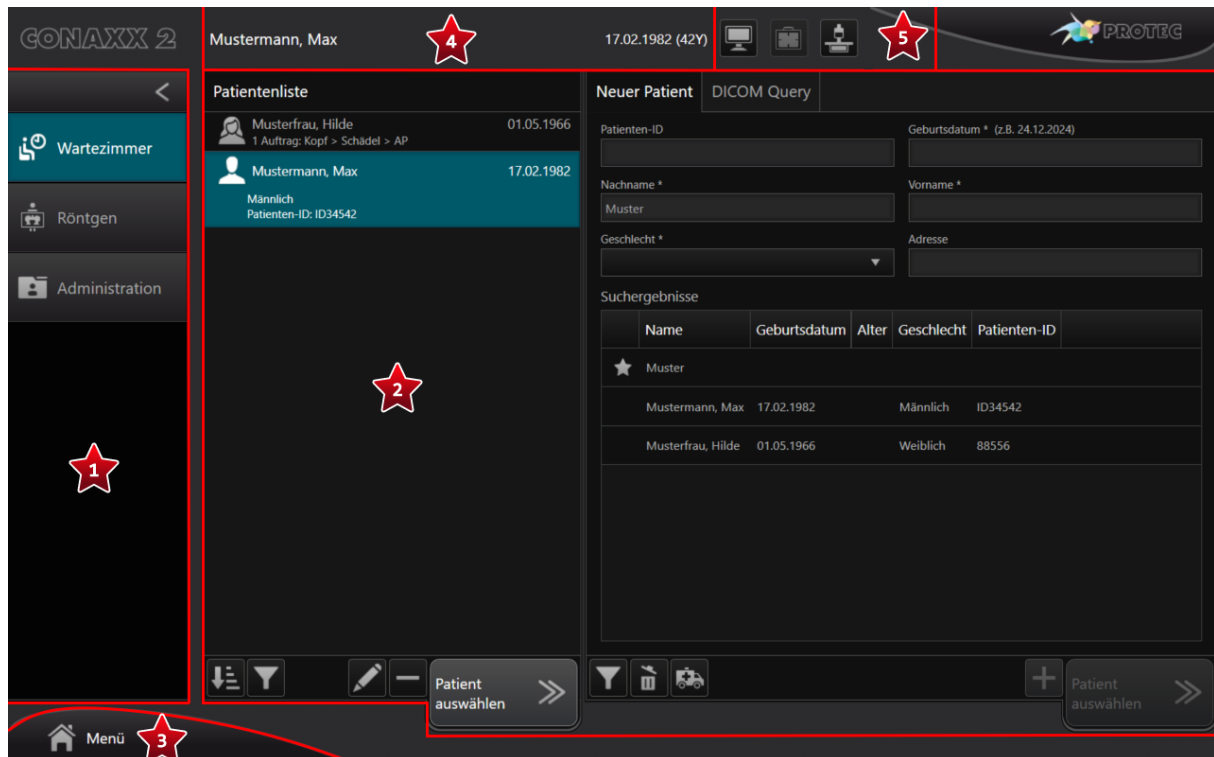 CONAXX 2
Mustermann, Max
4
17.02.1982 (42Y)
5
PROTEC
Wartezimmer
Röntgen
Administration
1
Patientenliste
Musterfrau, Hilde 01.05.1966
1 Auftrag: Kopf > Schädel > AP
Mustermann, Max 17.02.1982
Männlich
Patienten-ID: ID34542
2
Patient
auswählen
Neuer Patient DICOM Query
Patienten-ID Geburtsdatum * (z.B. 24.12.2024)
Nachname * Vorname *
Muster
Geschlecht * Adresse
Suchergebnisse
Name Geburtsdatum Alter Geschlecht Patienten-ID
Muster
Mustermann, Max 17.02.1982 Männlich ID34542
Musterfrau, Hilde 01.05.1966 Weiblich 88556
Patient
auswählen
Menü
3